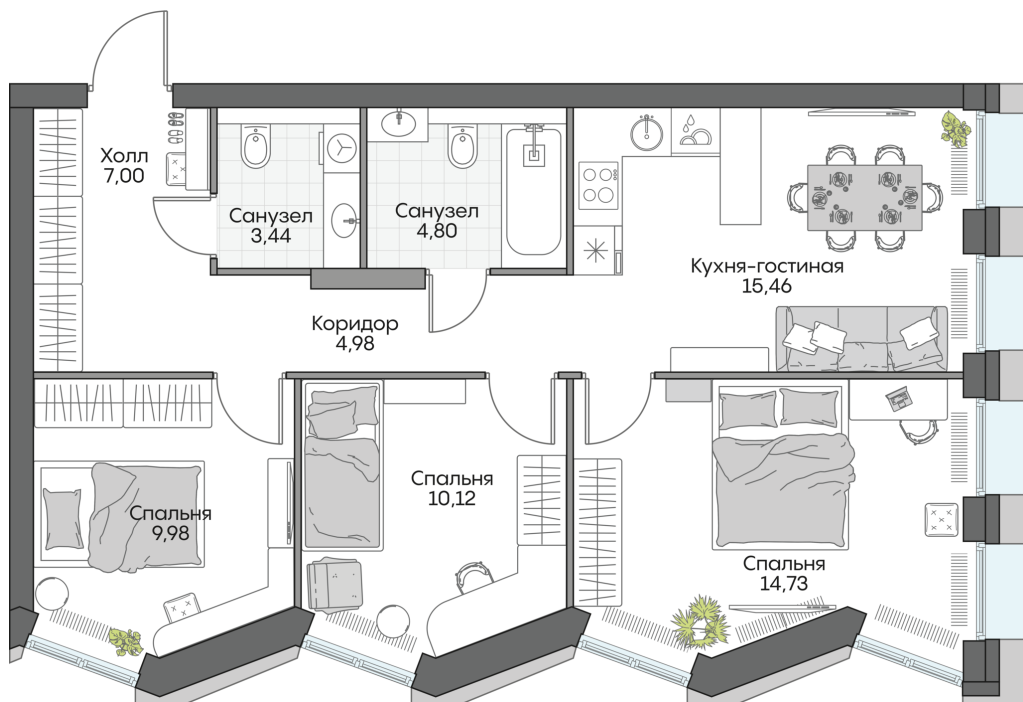 Холл
7,00
Санузел
3,44
Санузел
4,80
Кухня-гостиная
15,46
Коридор
4,98
Спальня
9,98
Спальня
10,12
Спальня
14,73